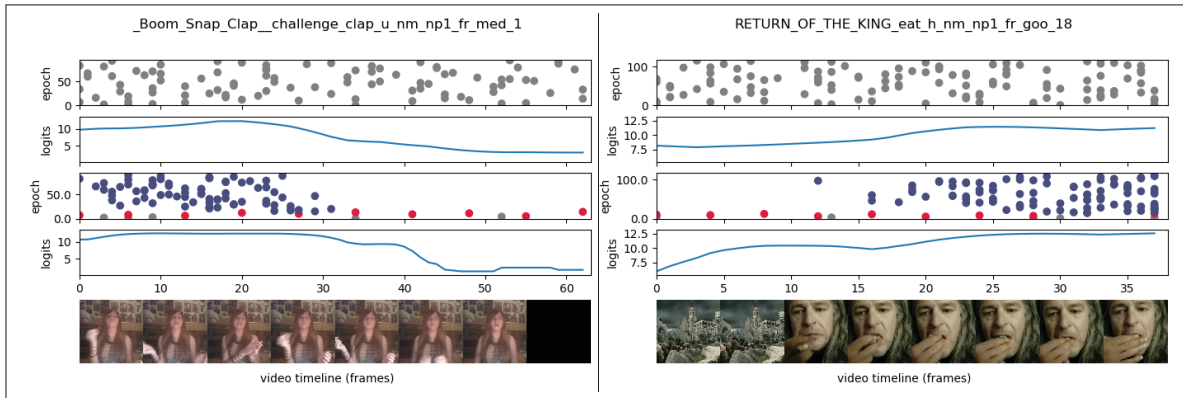 _Boom_Snap_Clap__challenge_clap_u_nm_np1_fr_med_1
epoch
50
0
logits
10
5
epoch
50.0
0.0
logits
10
5
0 10 20 30 40 50 60
video timeline (frames)
RETURN_OF_THE_KING_eat_h_nm_np1_fr_goo_18
epoch
100
0
logits
12.5
10.0
7.5
epoch
100.0
0.0
logits
12.5
10.0
7.5
0 5 10 15 20 25 30 35
video timeline (frames)